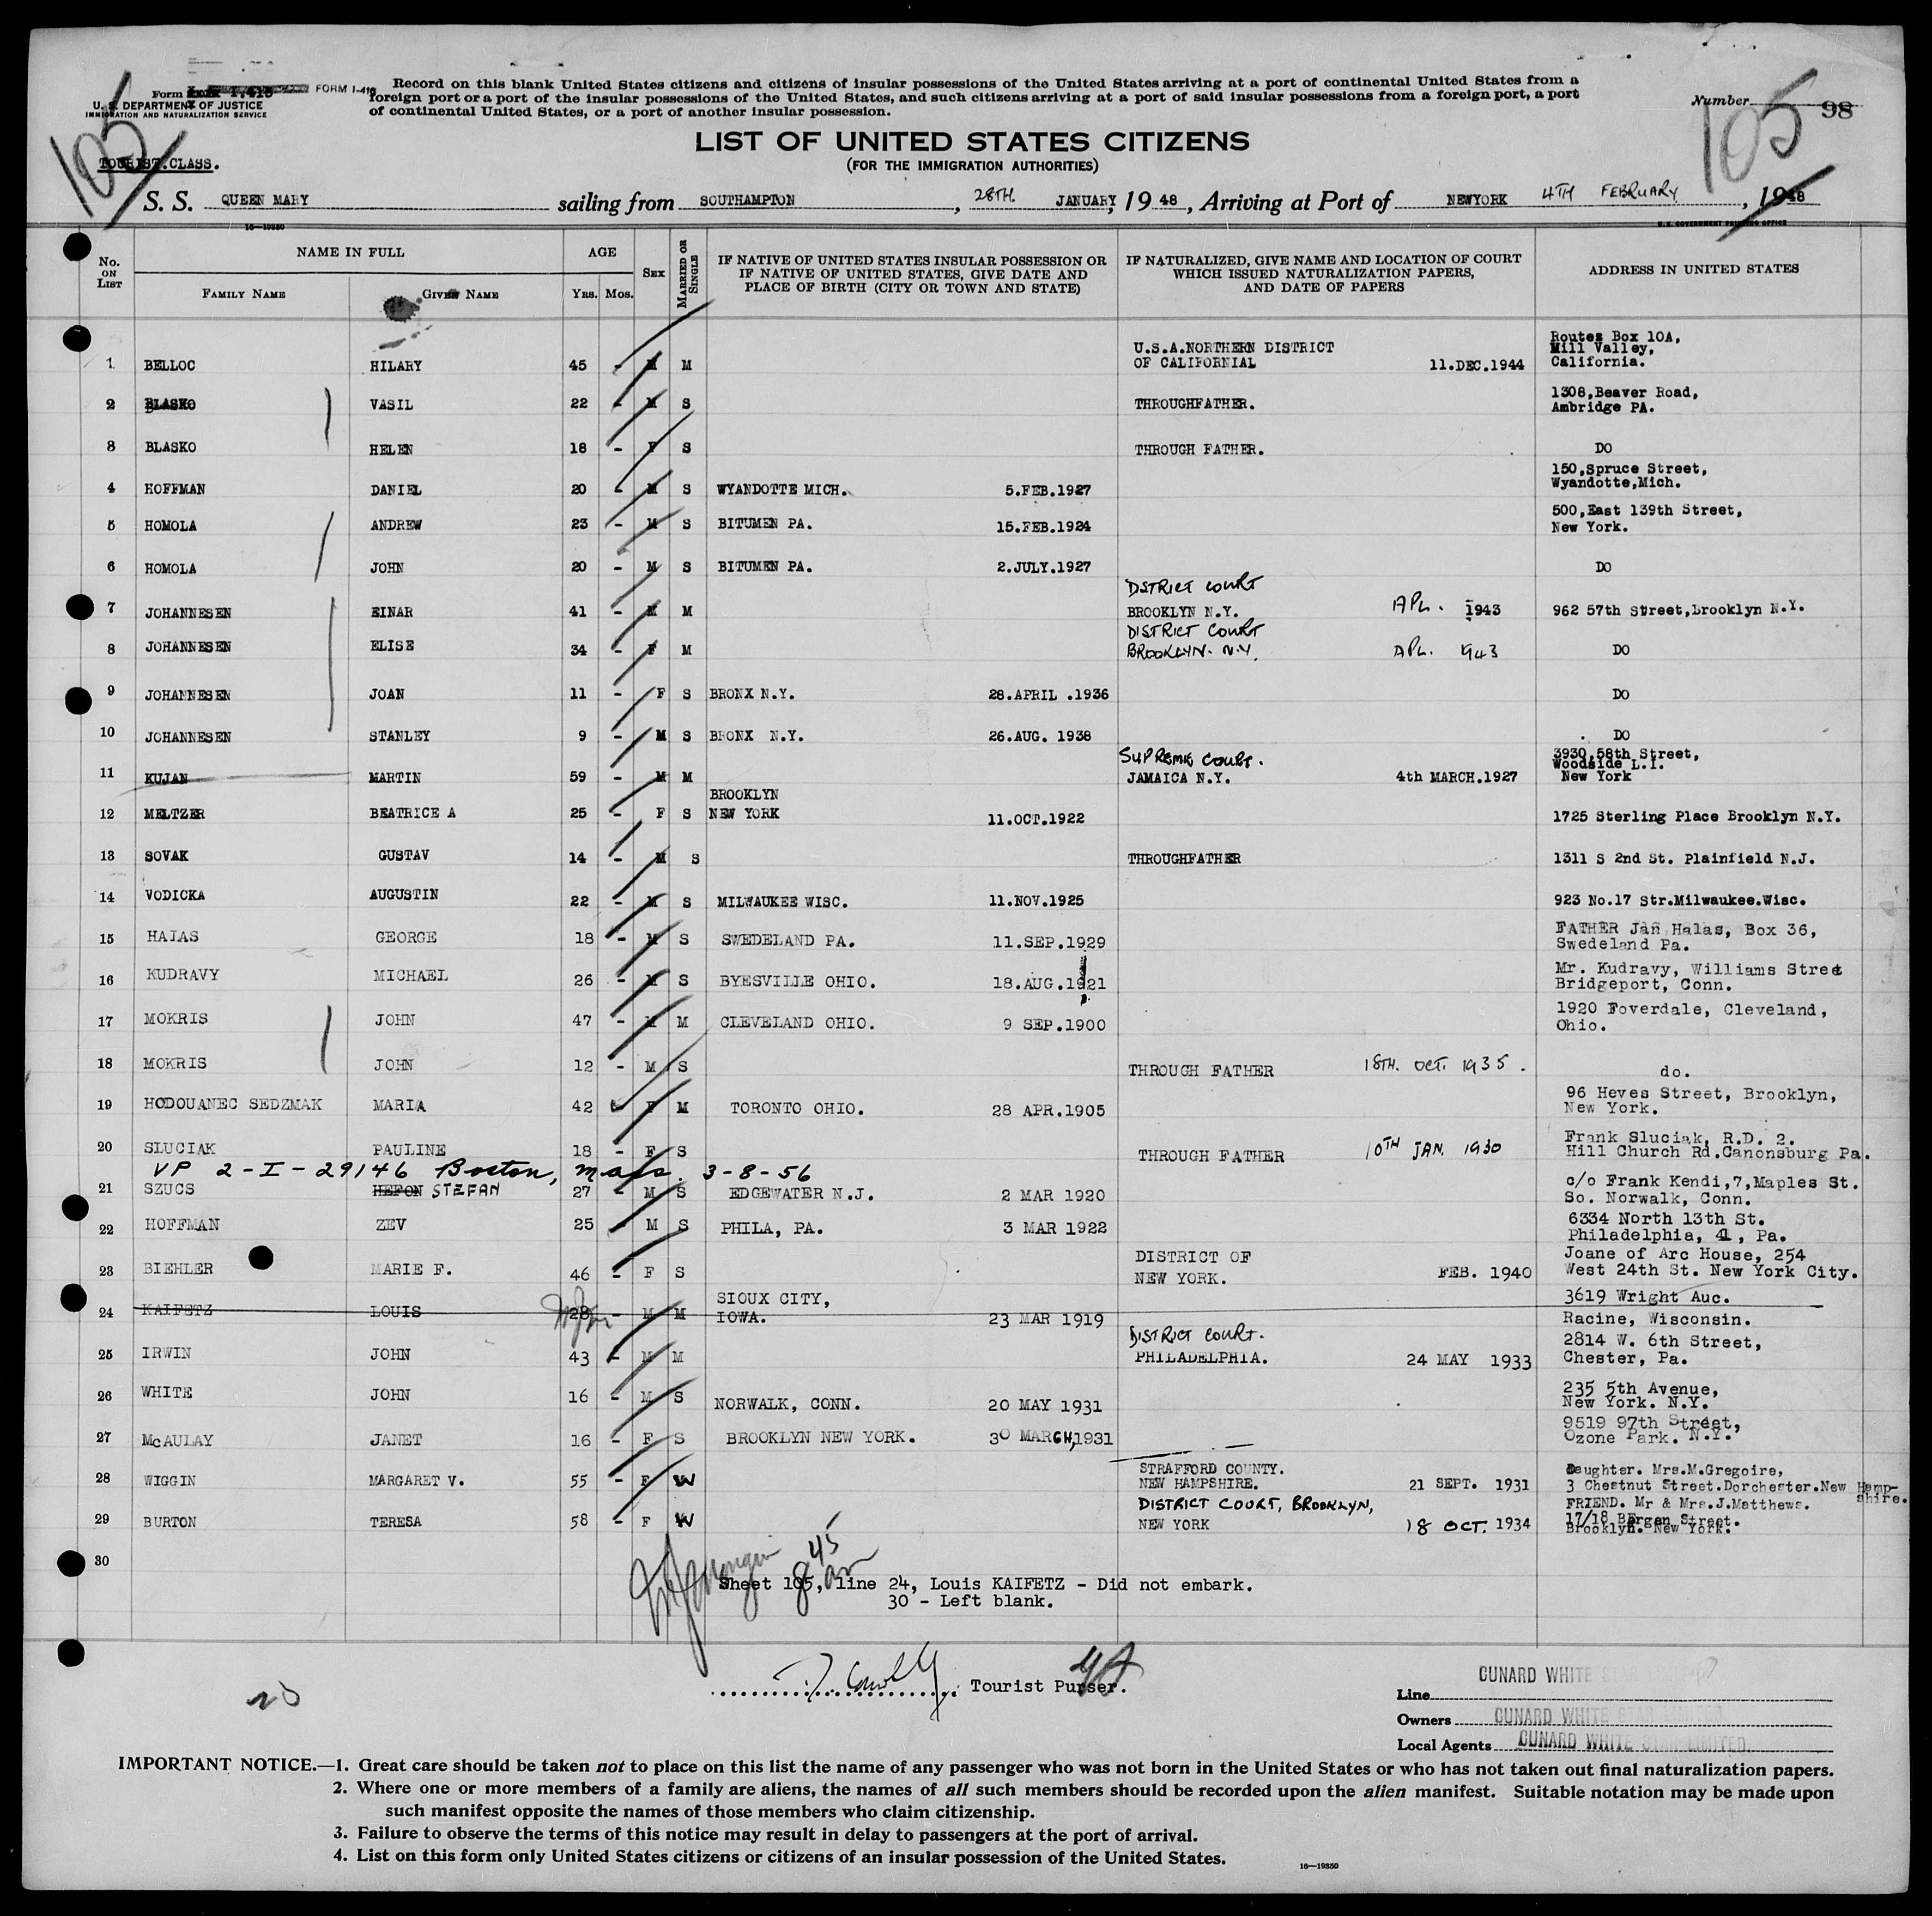 Form I-415 FORM I-418
U. S. DEPARTMENT OF JUSTICE
IMMIGRATION AND NATURALIZATION SERVICE
Record on this blank United States citizens and citizens of insular possessions of the United States arriving at a port of continental United States from a
foreign port or a port of the insular possessions of the United States, and such citizens arriving at a port of said insular possessions from a foreign port, a port
of continental United States, or a port of another insular possession.
Number 98
105 105
LIST OF UNITED STATES CITIZENS
(FOR THE IMMIGRATION AUTHORITIES)
TOURIST.CLASS.
S. S. QUEEN MARY sailing from SOUTHAMPTON, 28TH. JANUARY, 1948, Arriving at Port of NEWYORK 4TH FEBRUARY, 1948
16—19350 U. S. GOVERNMENT PRINTING OFFICE
No. ON LIST
NAME IN FULL
FAMILY NAME GIVEN NAME
AGE
YRS. MOS.
SEX
MARRIED OR SINGLE
IF NATIVE OF UNITED STATES INSULAR POSSESSION OR
IF NATIVE OF UNITED STATES, GIVE DATE AND
PLACE OF BIRTH (CITY OR TOWN AND STATE)
IF NATURALIZED, GIVE NAME AND LOCATION OF COURT
WHICH ISSUED NATURALIZATION PAPERS,
AND DATE OF PAPERS
ADDRESS IN UNITED STATES
U.S.A.NORTHERN DISTRICT Routes Box 10A, Mill Valley,
1 BELLOC HILARY 45 - M M OF CALIFORNIAL 11.DEC.1944 California.
2 BLASKO VASIL 22 - M S THROUGHFATHER. 1308,Beaver Road,
Ambridge PA.
3 BLASKO HELEN 18 - F S THROUGH FATHER. DO
4 HOFFMAN DANIEL 20 - M S WYANDOTTE MICH. 5.FEB.1927 150,Spruce Street,
Wyandotte,Mich.
5 HOMOLA ANDREW 23 - M S BITUMEN PA. 15.FEB.1924 500,East 139th Street,
New York.
6 HOMOLA JOHN 20 - M S BITUMEN PA. 2.JULY.1927 DO
DISTRICT COURT
7 JOHANNESEN EINAR 41 - M M BROOKLYN N.Y. APL. 1943 962 57th Street,Brooklyn N.Y.
DISTRICT COURT
8 JOHANNESEN ELISE 34 - F M BROOKLYN. N.Y. APL. 1943 DO
9 JOHANNESEN JOAN 11 - F S BRONX N.Y. 28.APRIL .1936 DO
10 JOHANNESEN STANLEY 9 - M S BRONX N.Y. 26.AUG. 1938 DO
SUPREME COURT. 3930,58th Street,
Woodside L.I.
11 KUJAN MARTIN 59 - M M JAMAICA N.Y. 4th MARCH.1927 New York
BROOKLYN
12 MELTZER BEATRICE A 25 - F S NEW YORK 11.OCT.1922 1725 Sterling Place Brooklyn N.Y.
13 SOVAK GUSTAV 14 - M S THROUGHFATHER 1311 S 2nd St. Plainfield N.J.
14 VODICKA AUGUSTIN 22 - M S MILWAUKEE WISC. 11.NOV.1925 923 No.17 Str.Milwaukee.Wisc.
15 HAIAS GEORGE 18 - M S SWEDELAND PA. 11.SEP.1929 FATHER Jan Halas, Box 36,
Swedeland Pa.
16 KUDRAVY MICHAEL 26 - M S BYESVILLE OHIO. 18.AUG.1921 Mr. Kudravy, Williams Street
Bridgeport, Conn.
17 MOKRIS JOHN 47 - M M CLEVELAND OHIO. 9 SEP.1900 1920 Foverdale, Cleveland,
Ohio.
18 MOKRIS JOHN 12 - M S THROUGH FATHER 18TH. OCT. 1935. do.
19 HODOUANEC SEDZMAK MARIA 42 F M TORONTO OHIO. 28 APR.1905 96 Heves Street, Brooklyn,
New York.
20 SLUCIAK PAULINE 18 - F S THROUGH FATHER 10TH JAN. 1930 Frank Sluciak, R.D. 2.
Hill Church Rd.Canonsburg Pa.
VP 2-I-29146 Boston, Mass. 3-8-56
21 SZUCS HEFON STEFAN 27 - M S EDGEWATER N.J. 2 MAR 1920 c/o Frank Kendi,7,Maples St.
So. Norwalk, Conn.
22 HOFFMAN ZEV 25 - M S PHILA, PA. 3 MAR 1922 6334 North 13th St.
Philadelphia, 41, Pa.
DISTRICT OF Joane of Arc House, 254
23 BIEHLER MARIE F. 46 - F S NEW YORK. FEB. 1940 West 24th St. New York City.
SIOUX CITY, 3619 Wright Auc.
24 KAIFETZ LOUIS 28 - M M IOWA. 23 MAR 1919 Racine, Wisconsin.
DISTRICT COURT. 2814 W. 6th Street,
25 IRWIN JOHN 43 - M M PHILADELPHIA. 24 MAY 1933 Chester, Pa.
26 WHITE JOHN 16 - M S NORWALK, CONN. 20 MAY 1931 235 5th Avenue,
New York. N.Y.
27 McAULAY JANET 16 - F S BROOKLYN NEW YORK. 30 MARCH,1931 9519 97th Street,
Ozone Park. N.Y.
STRAFFORD COUNTY. Daughter. Mrs.M.Gregoire,
28 WIGGIN MARGARET V. 55 - F W NEW HAMPSHIRE. 21 SEPT. 1931 3 Chestnut Street.Dorchester.New Hamp-
shire.
DISTRICT COURT, BROOKLYN, FRIEND. Mr & Mrs.J.Matthews.
29 BURTON TERESA 58 - F W NEW YORK 18 OCT. 1934 17/18 BErgen Street.
Brooklyn. New York.
30
845 am
Sheet 105, line 24, Louis KAIFETZ - Did not embark.
30 - Left blank.
Tourist Purser.
CUNARD WHITE STAR LIMITED
Line
Owners CUNARD WHITE STAR LIMITED
Local Agents CUNARD WHITE STAR LIMITED
IMPORTANT NOTICE.—1. Great care should be taken not to place on this list the name of any passenger who was not born in the United States or who has not taken out final naturalization papers.
2. Where one or more members of a family are aliens, the names of all such members should be recorded upon the alien manifest. Suitable notation may be made upon
such manifest opposite the names of those members who claim citizenship.
3. Failure to observe the terms of this notice may result in delay to passengers at the port of arrival.
4. List on this form only United States citizens or citizens of an insular possession of the United States.
16—19350